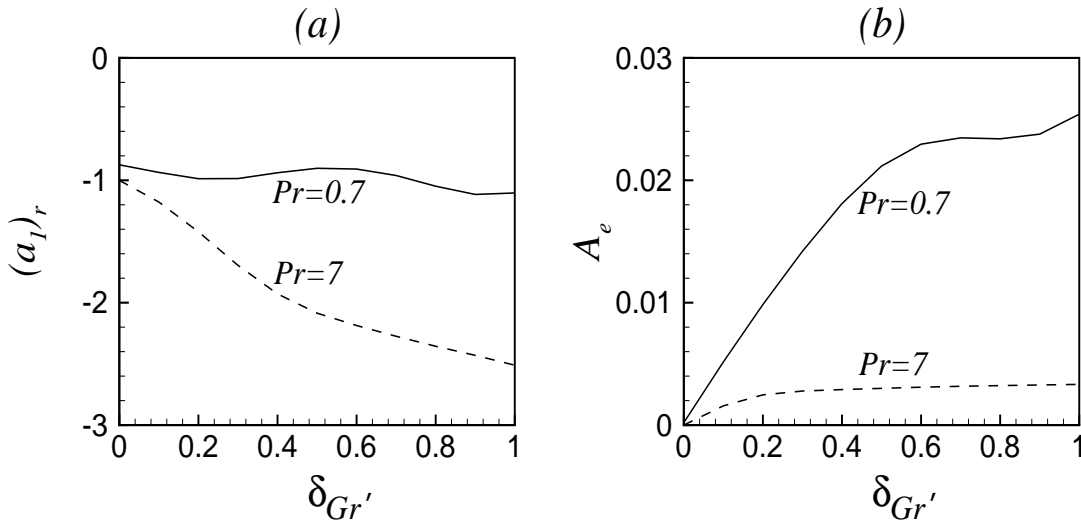 (a)
0
-1
-2
-3
(a1)r
Pr=0.7
Pr=7
0 0.2 0.4 0.6 0.8 1
δGr′
(b)
0.03
0.02
0.01
0
Ae
Pr=0.7
Pr=7
0 0.2 0.4 0.6 0.8 1
δGr′